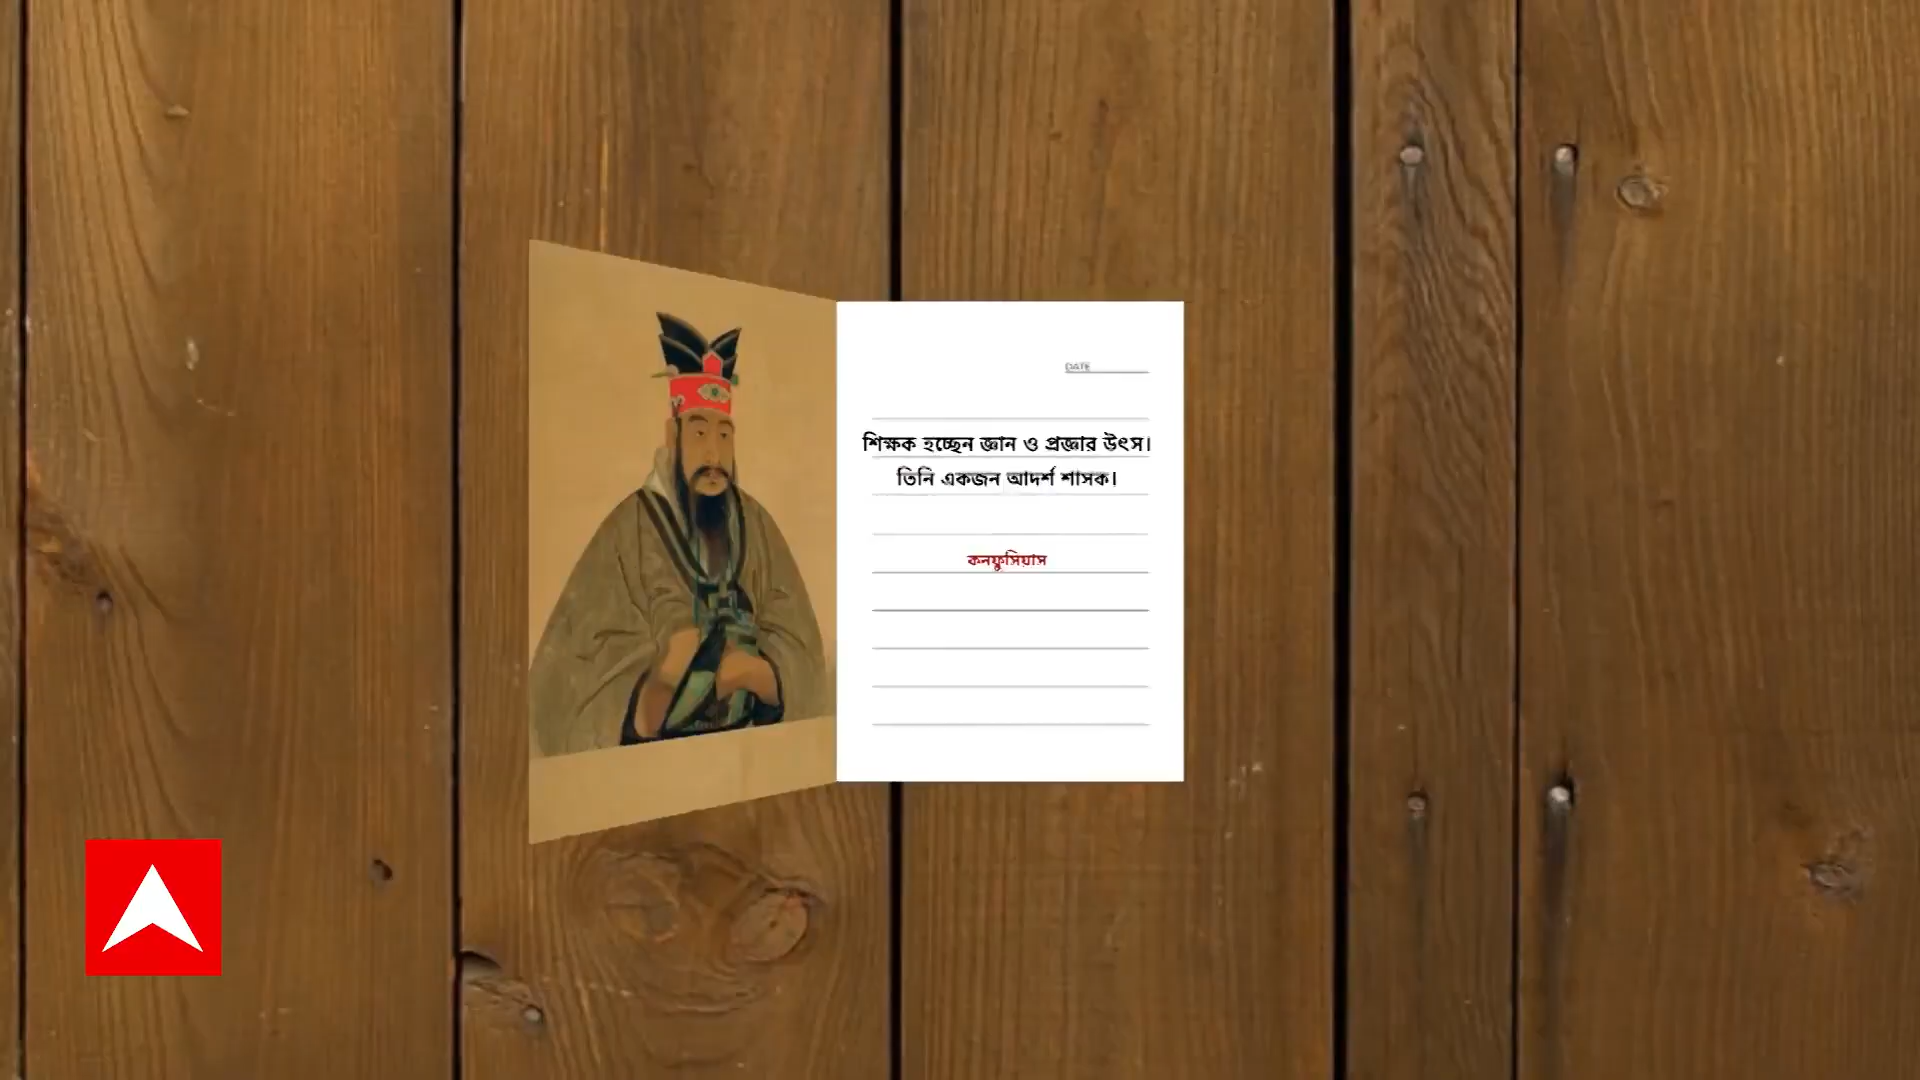 DATE
শিক্ষক হচ্ছেন জ্ঞান ও প্রজ্ঞার উৎস।
তিনি একজন আদর্শ শাসক।
কনফুসিয়াস